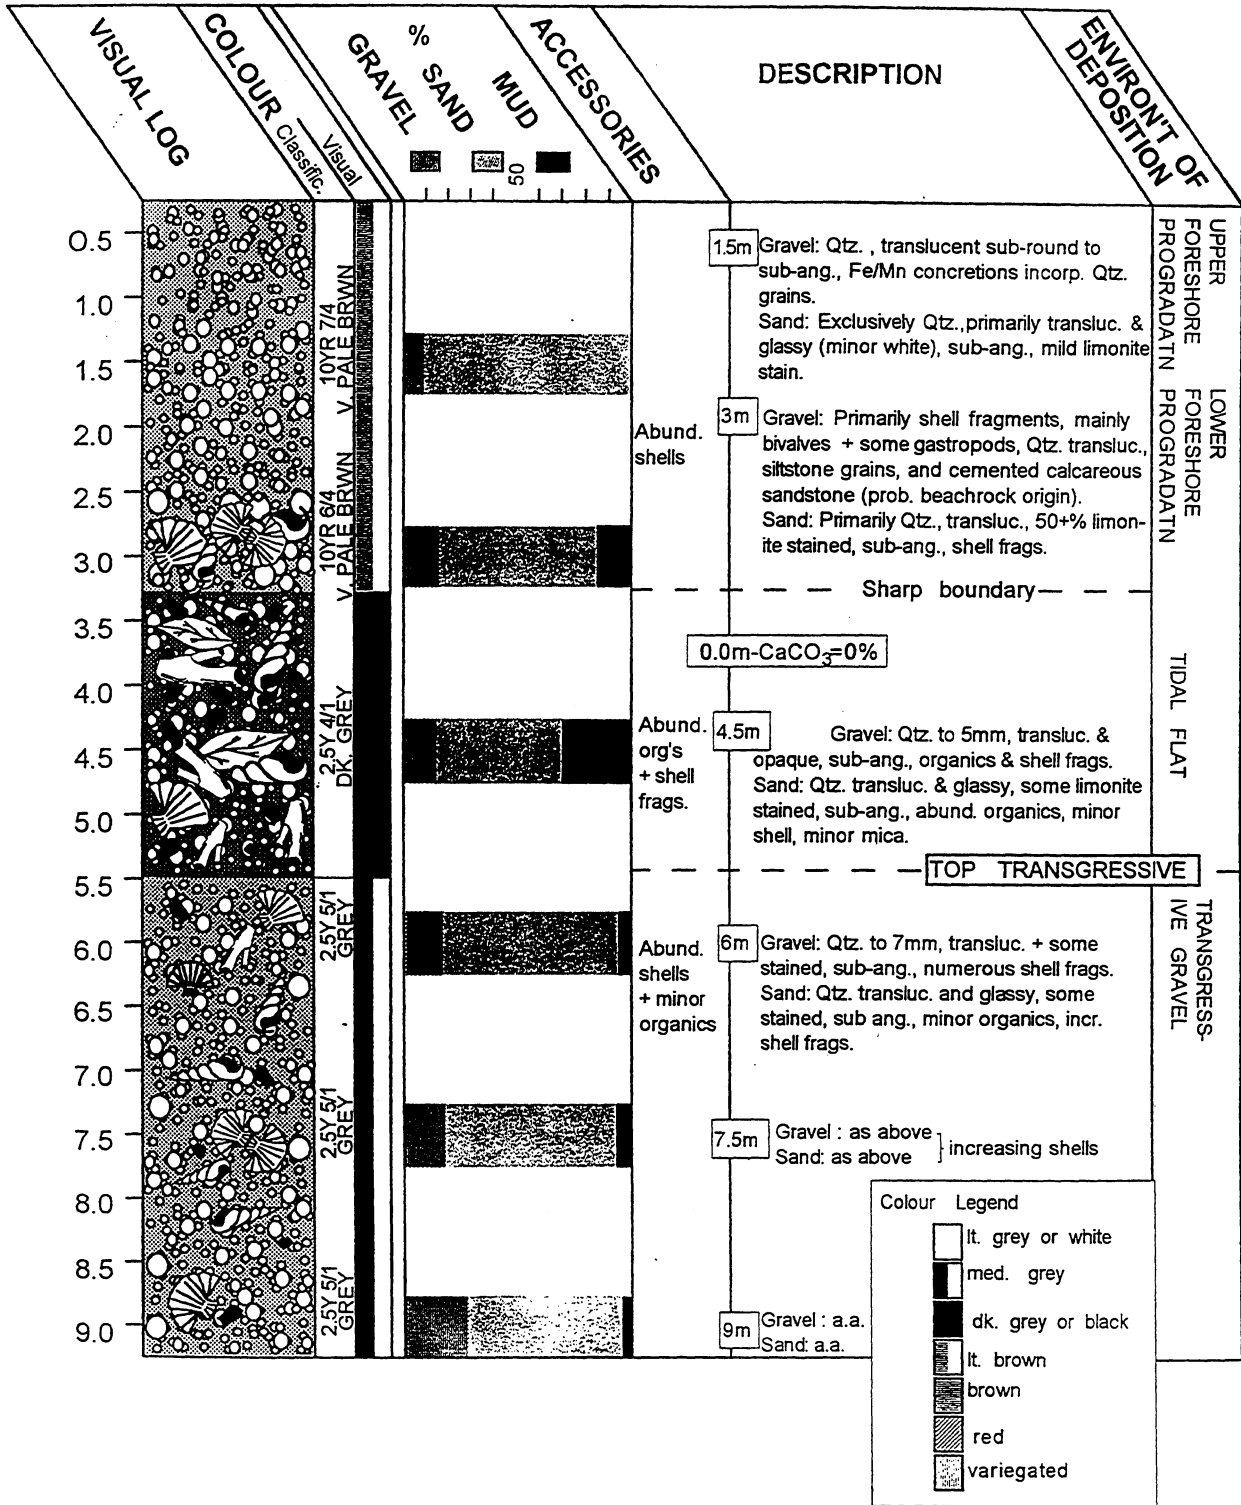 VISUAL LOG
COLOUR
Classific.
Visual
%
GRAVEL
SAND
MUD
50
ACCESSORIES
DESCRIPTION
ENVIRON'T OF
DEPOSITION
O.5
1.0
1.5
2.0
2.5
3.0
3.5
4.0
4.5
5.0
5.5
6.0
6.5
7.0
7.5
8.0
8.5
9.0
10YR 7/4
V. PALE BRWN
10YR 6/4
V. PALE BRWN
2.5Y 4/1
DK. GREY
2.5Y 5/1
GREY
2.5Y 5/1
GREY
2.5Y 5/1
GREY
Abund.
shells
Abund.
org's
+ shell
frags.
Abund.
shells
+ minor
organics
1.5m
Gravel: Qtz. , translucent sub-round to
sub-ang., Fe/Mn concretions incorp. Qtz.
grains.
Sand: Exclusively Qtz.,primarily transluc. &
glassy (minor white), sub-ang., mild limonite
stain.
3m
Gravel: Primarily shell fragments, mainly
bivalves + some gastropods, Qtz. transluc.,
siltstone grains, and cemented calcareous
sandstone (prob. beachrock origin).
Sand: Primarily Qtz., transluc., 50+% limon-
ite stained, sub-ang., shell frags.
Sharp boundary
0.0m-CaCO3=0%
4.5m
Gravel: Qtz. to 5mm, transluc. &
opaque, sub-ang., organics & shell frags.
Sand: Qtz. transluc. & glassy, some limonite
stained, sub-ang., abund. organics, minor
shell, minor mica.
TOP TRANSGRESSIVE
6m
Gravel: Qtz. to 7mm, transluc. + some
stained, sub-ang., numerous shell frags.
Sand: Qtz. transluc. and glassy, some
stained, sub ang., minor organics, incr.
shell frags.
7.5m
Gravel : as above
Sand: as above
increasing shells
9m
Gravel : a.a.
Sand: a.a.
UPPER
FORESHORE
PROGRADATN
LOWER
FORESHORE
PROGRADATN
TIDAL FLAT
TRANSGRESS-
IVE GRAVEL
Colour Legend
lt. grey or white
med. grey
dk. grey or black
lt. brown
brown
red
variegated